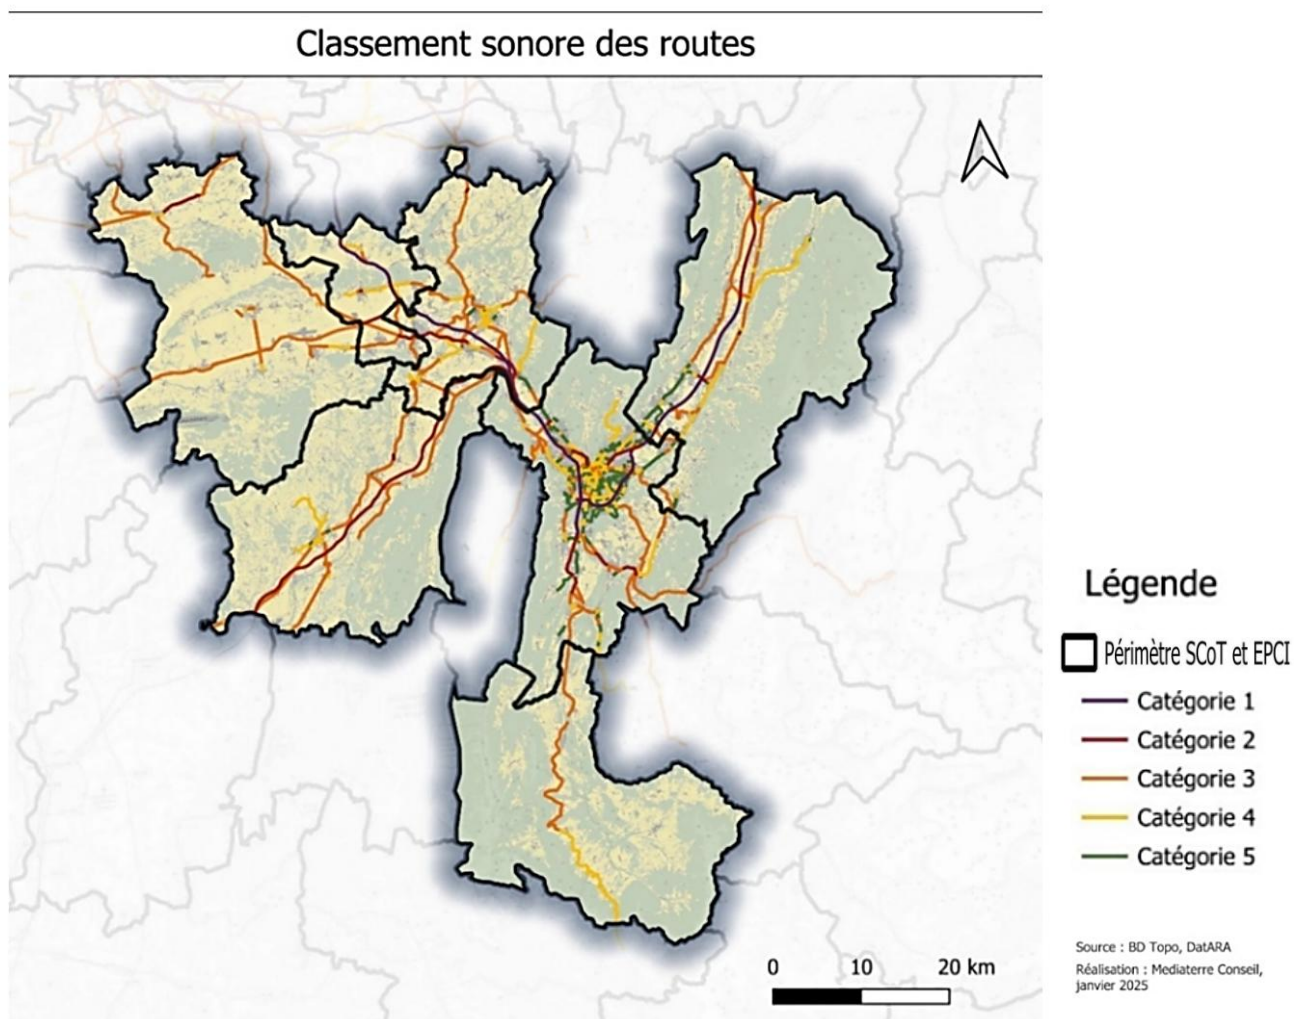 Classement sonore des routes
Légende
Périmètre SCoT et EPCI
Catégorie 1
Catégorie 2
Catégorie 3
Catégorie 4
Catégorie 5
Source : BD Topo, DatARA
Réalisation : Mediaterre Conseil,
janvier 2025
0 10 20 km